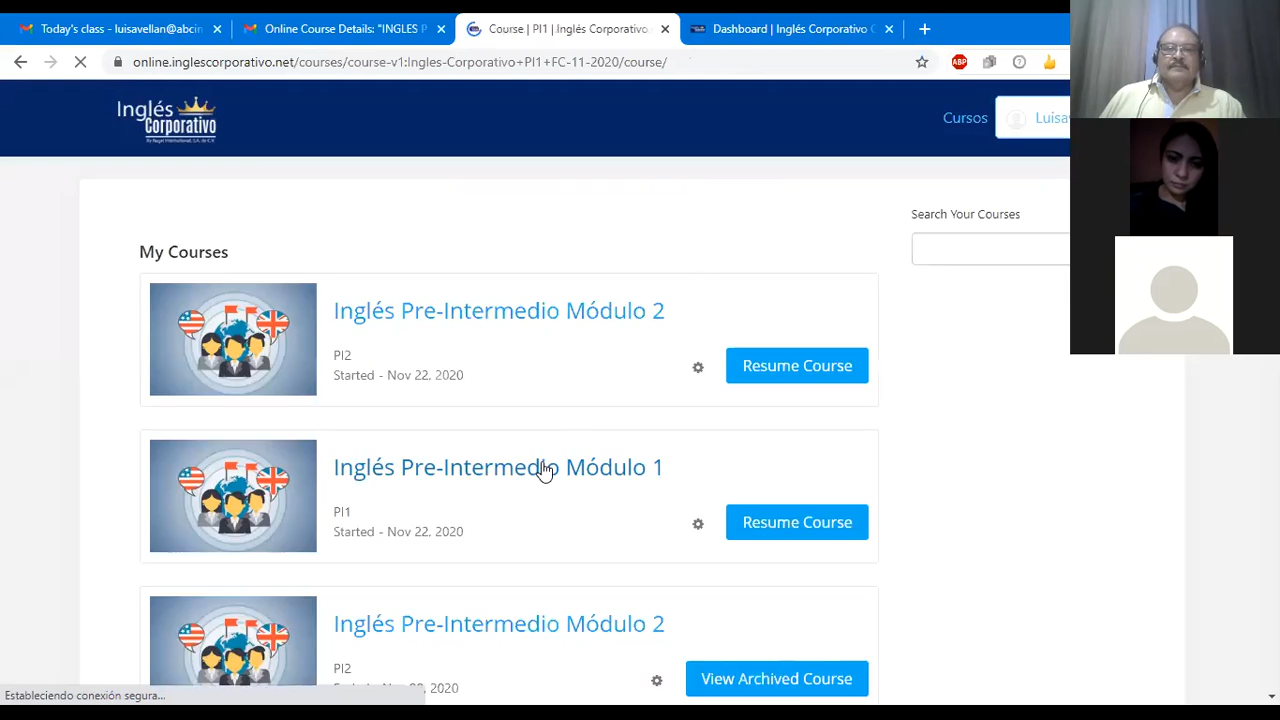 Today's class - luisavellan@abcin
Online Course Details: "INGLES P
Course | PI1 | Inglés Corporativo
Dashboard | Inglés Corporativo C
online.inglescorporativo.net/courses/course-v1:Ingles-Corporativo+PI1+FC-11-2020/course/
ABP
Inglés
Corporativo
Cursos
Luisa
Search Your Courses
My Courses
Inglés Pre-Intermedio Módulo 2
PI2
Started - Nov 22, 2020
Resume Course
Inglés Pre-Intermedio Módulo 1
PI1
Started - Nov 22, 2020
Resume Course
Inglés Pre-Intermedio Módulo 2
PI2
2020
View Archived Course
Estableciendo conexión segura...